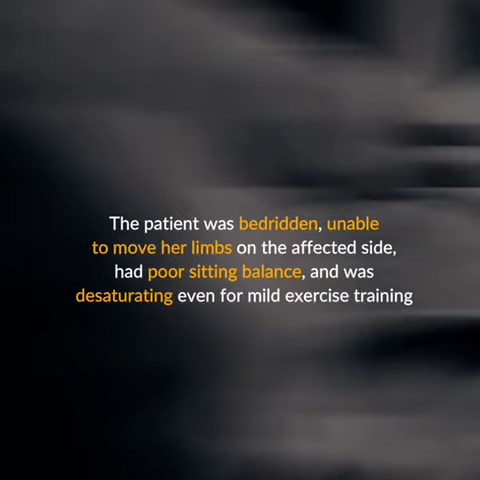 The patient was bedridden, unable
to move her limbs on the affected side,
had poor sitting balance, and was
desaturating even for mild exercise training